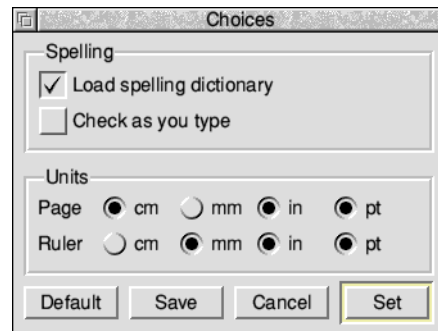 Choices
Spelling
Load spelling dictionary
Check as you type
Units
Page cm mm in pt
Ruler cm mm in pt
Default Save Cancel Set